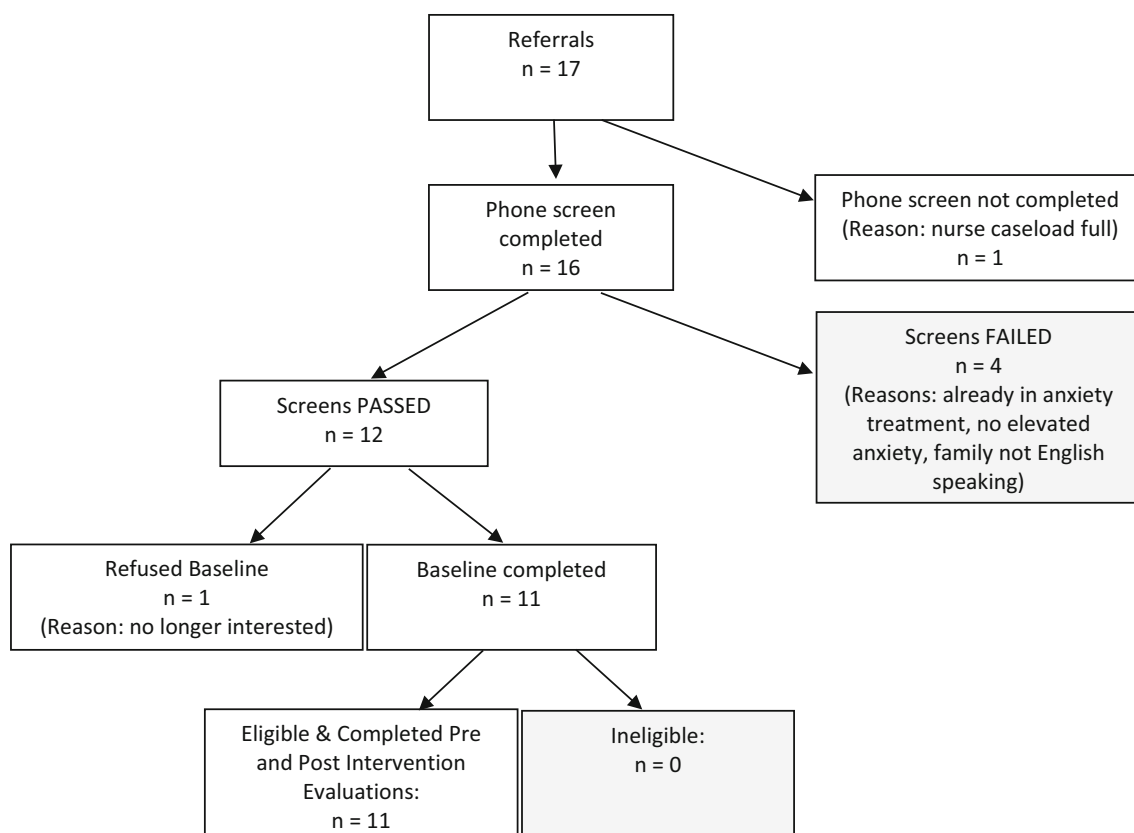 Referrals
n = 17
Phone screen
completed
n = 16
Phone screen not completed
(Reason: nurse caseload full)
n = 1
Screens FAILED
n = 4
(Reasons: already in anxiety
treatment, no elevated
anxiety, family not English
speaking)
Screens PASSED
n = 12
Refused Baseline
n = 1
(Reason: no longer interested)
Baseline completed
n = 11
Eligible & Completed Pre
and Post Intervention
Evaluations:
n = 11
Ineligible:
n = 0